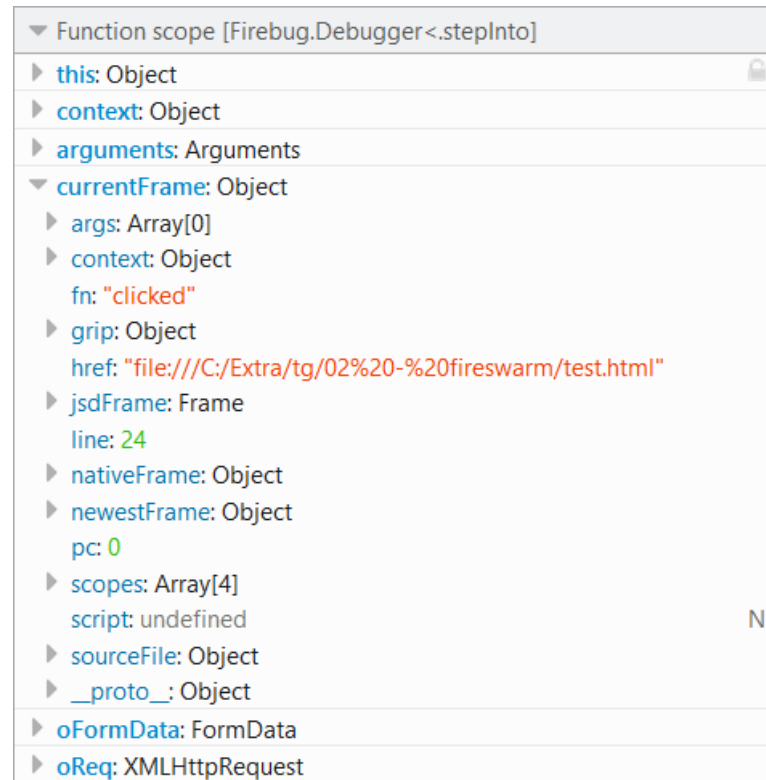 Function scope [Firebug.Debugger<.stepInto]
this: Object
context: Object
arguments: Arguments
currentFrame: Object
args: Array[0]
context: Object
fn: "clicked"
grip: Object
href: "file:///C:/Extra/tg/02%20-%20fireswarm/test.html"
jsdFrame: Frame
line: 24
nativeFrame: Object
newestFrame: Object
pc: 0
scopes: Array[4]
script: undefined N
sourceFile: Object
__proto__: Object
oFormData: FormData
oReq: XMLHttpRequest